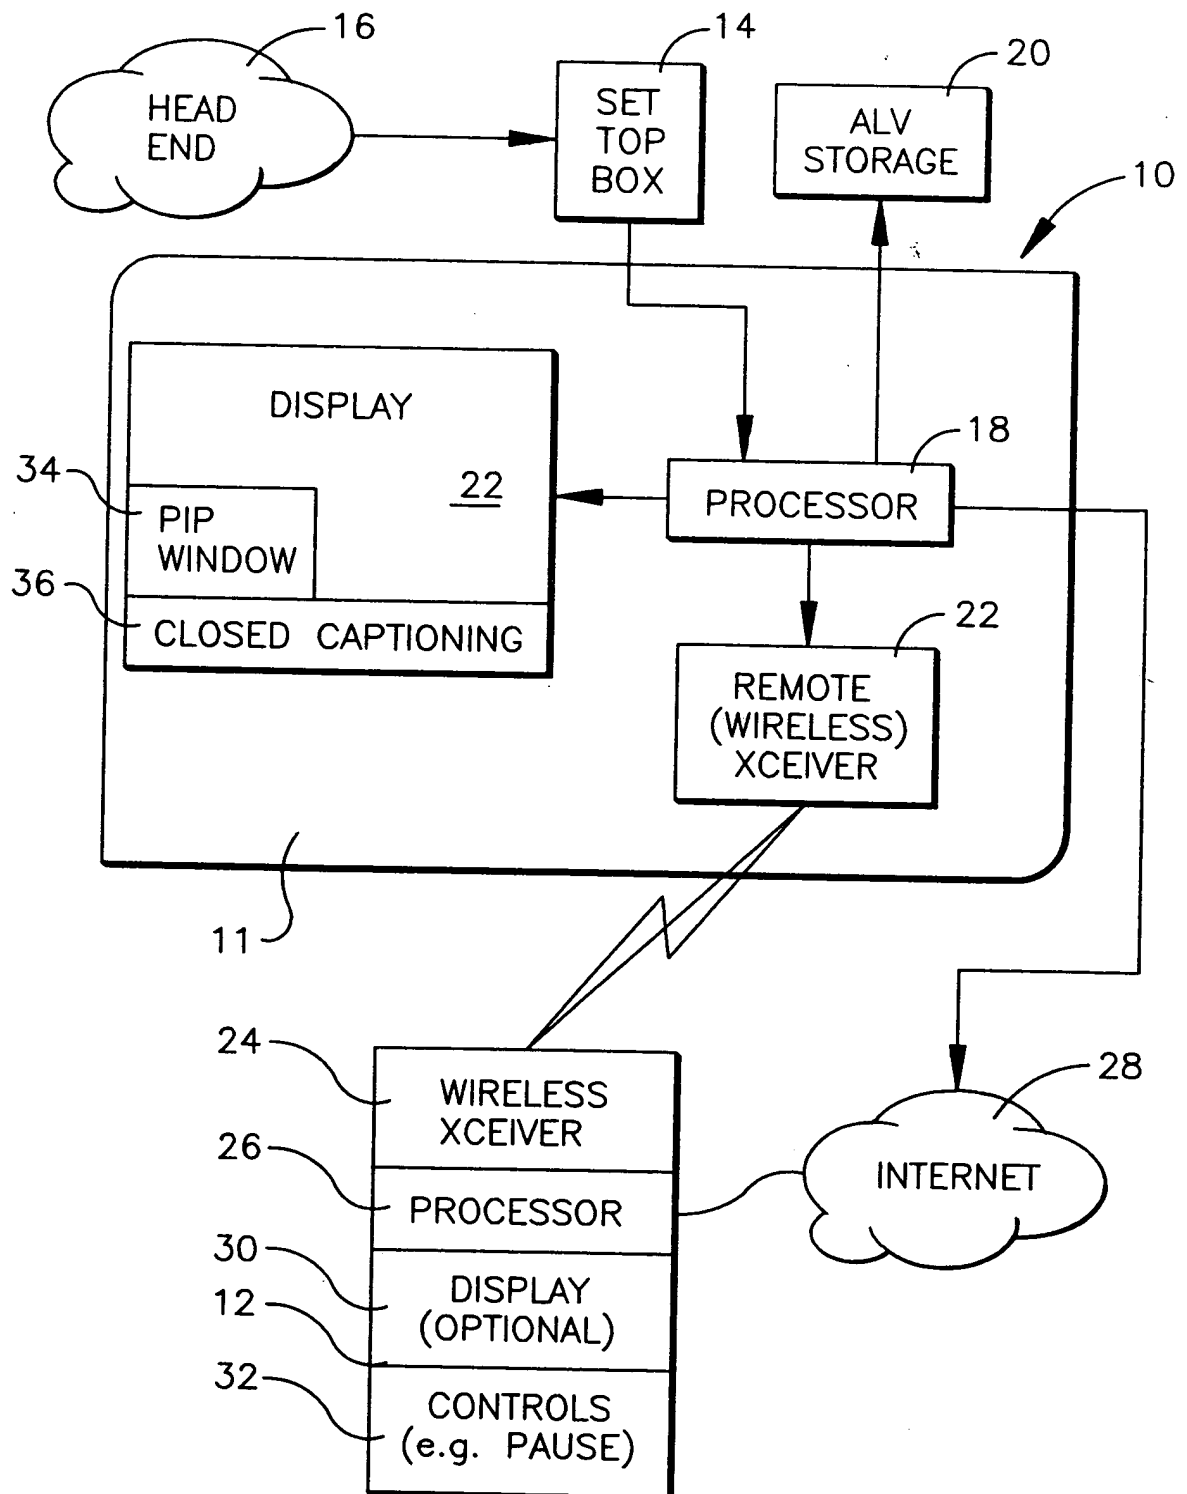 16
HEAD
END
14
SET
TOP
BOX
20
ALV
STORAGE
10
DISPLAY
22
34
PIP
WINDOW
36
CLOSED CAPTIONING
18
PROCESSOR
22
REMOTE
(WIRELESS)
XCEIVER
11
24
WIRELESS
XCEIVER
26
PROCESSOR
28
INTERNET
30
DISPLAY
(OPTIONAL)
12
32
CONTROLS
(e.g. PAUSE)